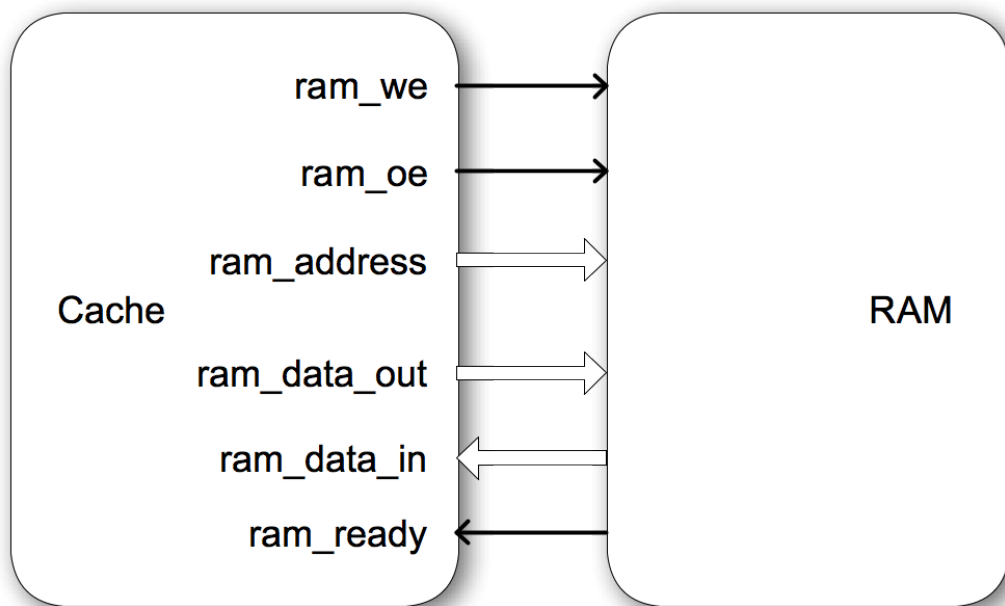 ram_we
ram_oe
ram_address
Cache
RAM
ram_data_out
ram_data_in
ram_ready